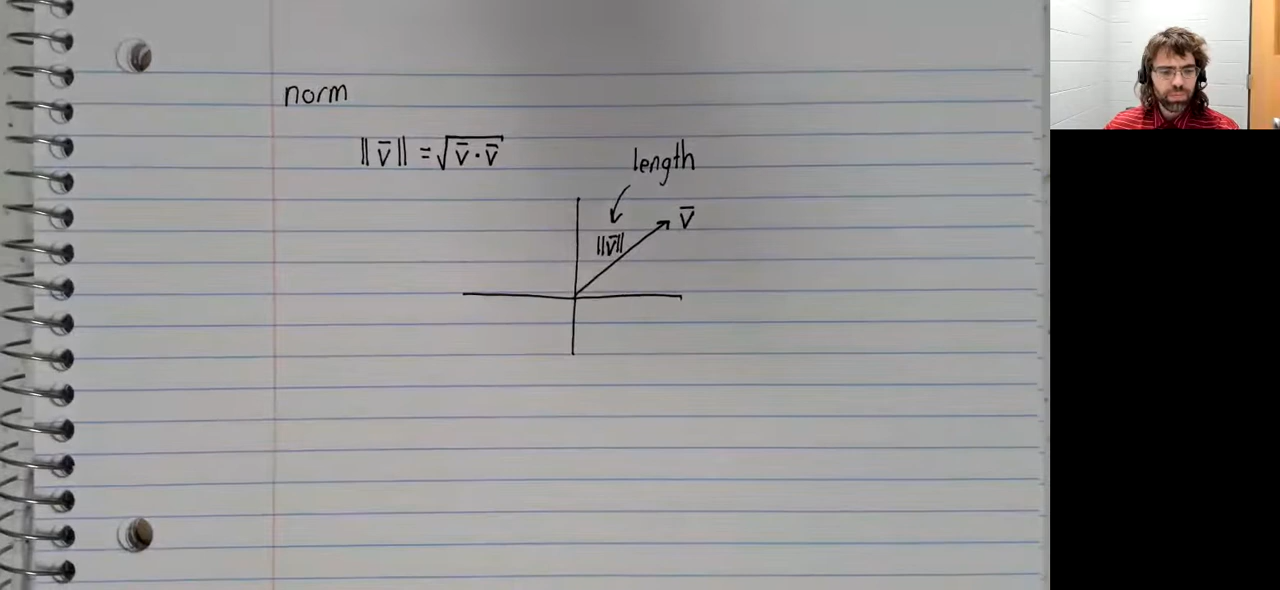 norm
||v̄|| = √v̄·v̄
length
v̄
||v̄||